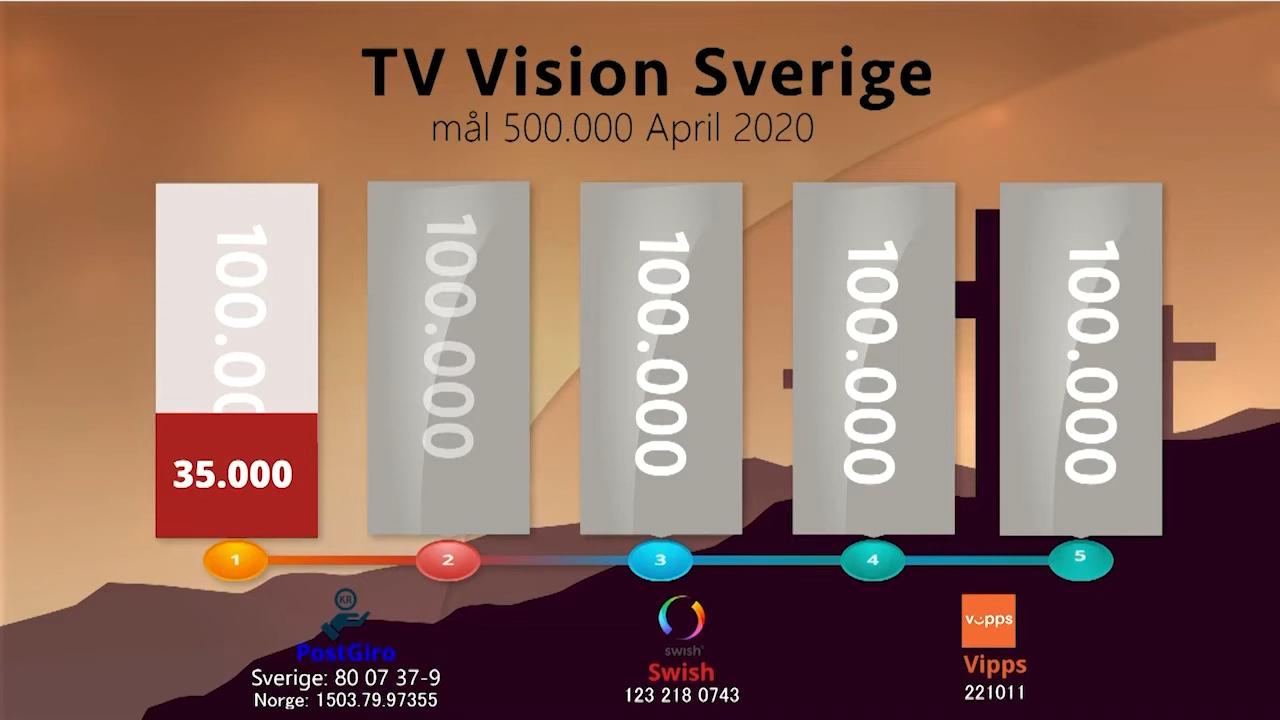 TV Vision Sverige
mål 500.000 April 2020
100.00
100.000
100.000
100.000
100.000
35.000
1
2
3
4
5
KR
PostGiro
Sverige: 80 07 37-9
Norge: 1503.79.97355
swish
Swish
123 218 0743
vipps
Vipps
221011